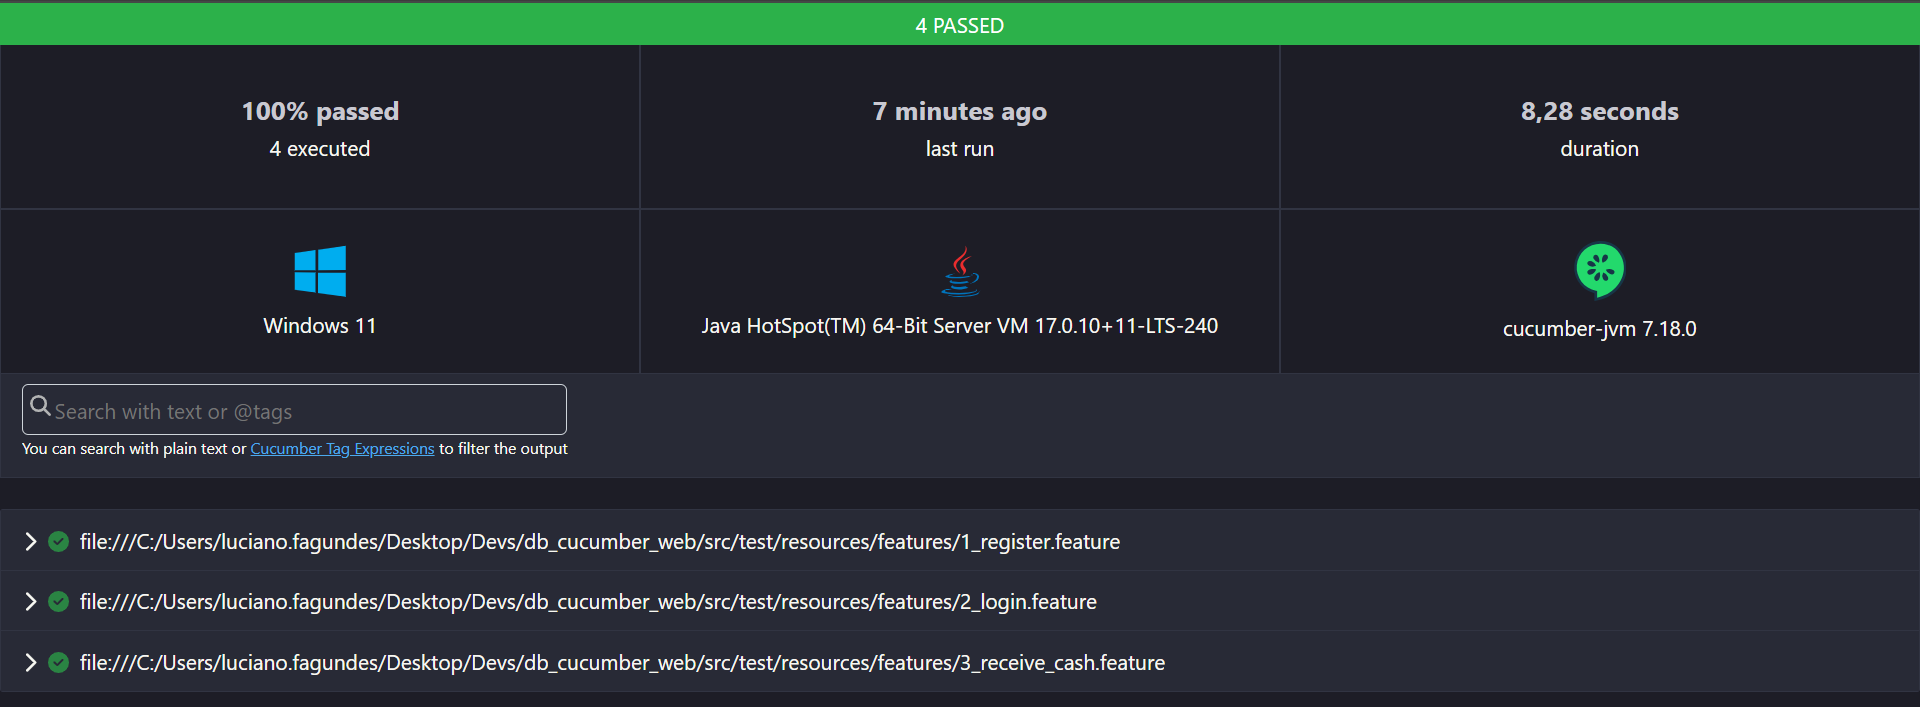 4 PASSED
100% passed
4 executed
7 minutes ago
last run
8,28 seconds
duration
Windows 11
Java HotSpot(TM) 64-Bit Server VM 17.0.10+11-LTS-240
cucumber-jvm 7.18.0
Search with text or @tags
You can search with plain text or Cucumber Tag Expressions to filter the output
file:///C:/Users/luciano.fagundes/Desktop/Devs/db_cucumber_web/src/test/resources/features/1_register.feature
file:///C:/Users/luciano.fagundes/Desktop/Devs/db_cucumber_web/src/test/resources/features/2_login.feature
file:///C:/Users/luciano.fagundes/Desktop/Devs/db_cucumber_web/src/test/resources/features/3_receive_cash.feature